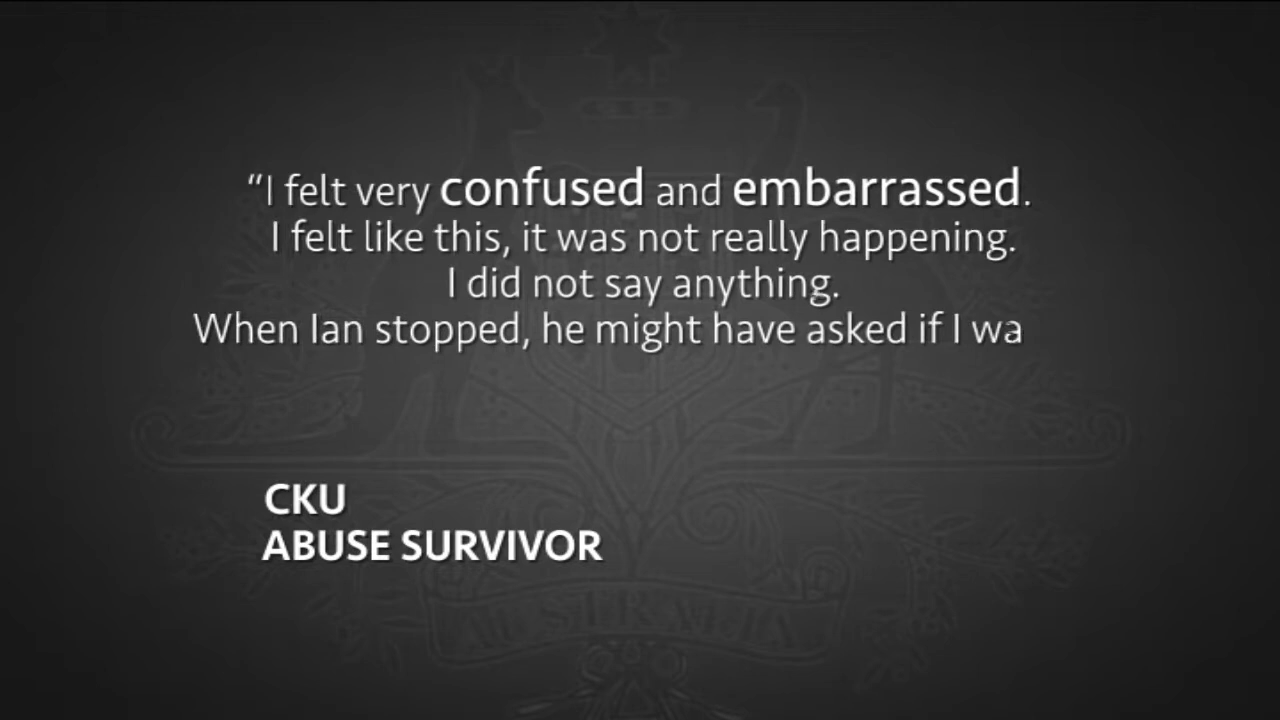 “I felt very confused and embarrassed.
I felt like this, it was not really happening.
I did not say anything.
When Ian stopped, he might have asked if I wa
CKU
ABUSE SURVIVOR
AUSTRALIA